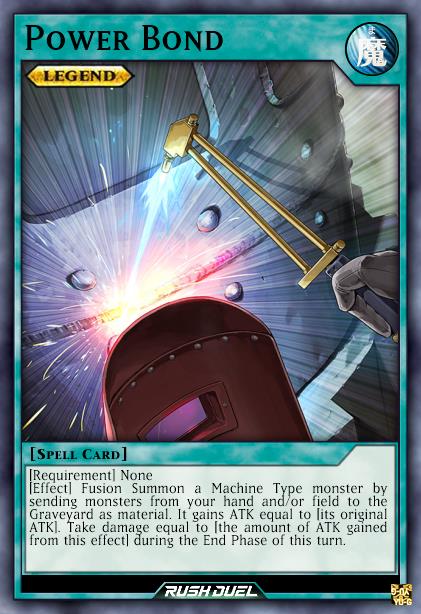 Power Bond
ま
魔
LEGEND
[Spell Card]
[Requirement] None
[Effect] Fusion Summon a Machine Type monster by
sending monsters from your hand and/or field to the
Graveyard as material. It gains ATK equal to [its original
ATK]. Take damage equal to [the amount of ATK gained
from this effect] during the End Phase of this turn.
RUSH DUEL